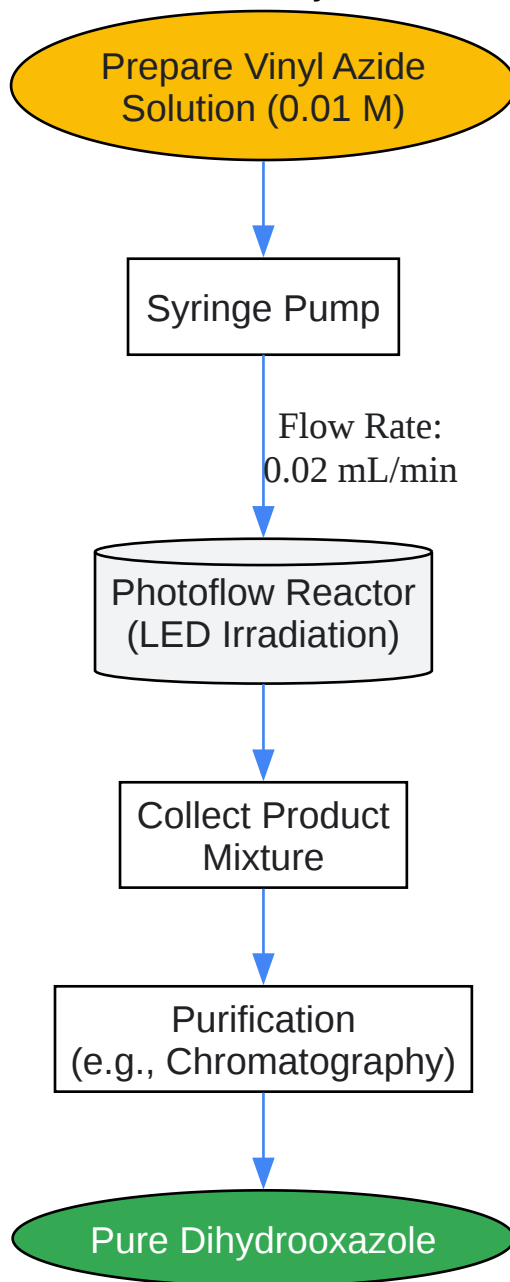 Prepare Vinyl Azide
Solution (0.01 M)
Syringe Pump
Flow Rate:
0.02 mL/min
Photoflow Reactor
(LED Irradiation)
Collect Product
Mixture
Purification
(e.g., Chromatography)
Pure Dihydrooxazole